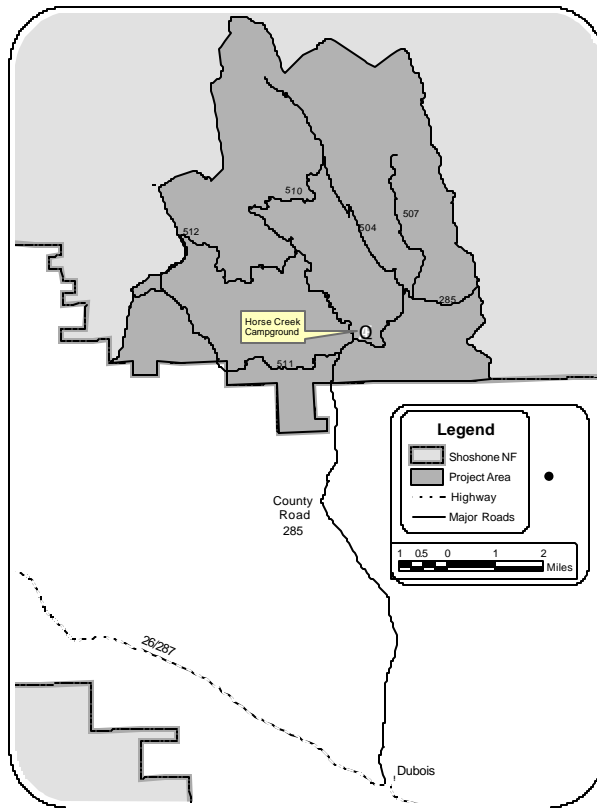 510
512
504
507
285
Horse Creek
Campground
Q
511
Legend
Shoshone NF
Project Area
Highway
Major Roads
County
Road
285
1 0.5 0 1 2
Miles
26/287
Dubois